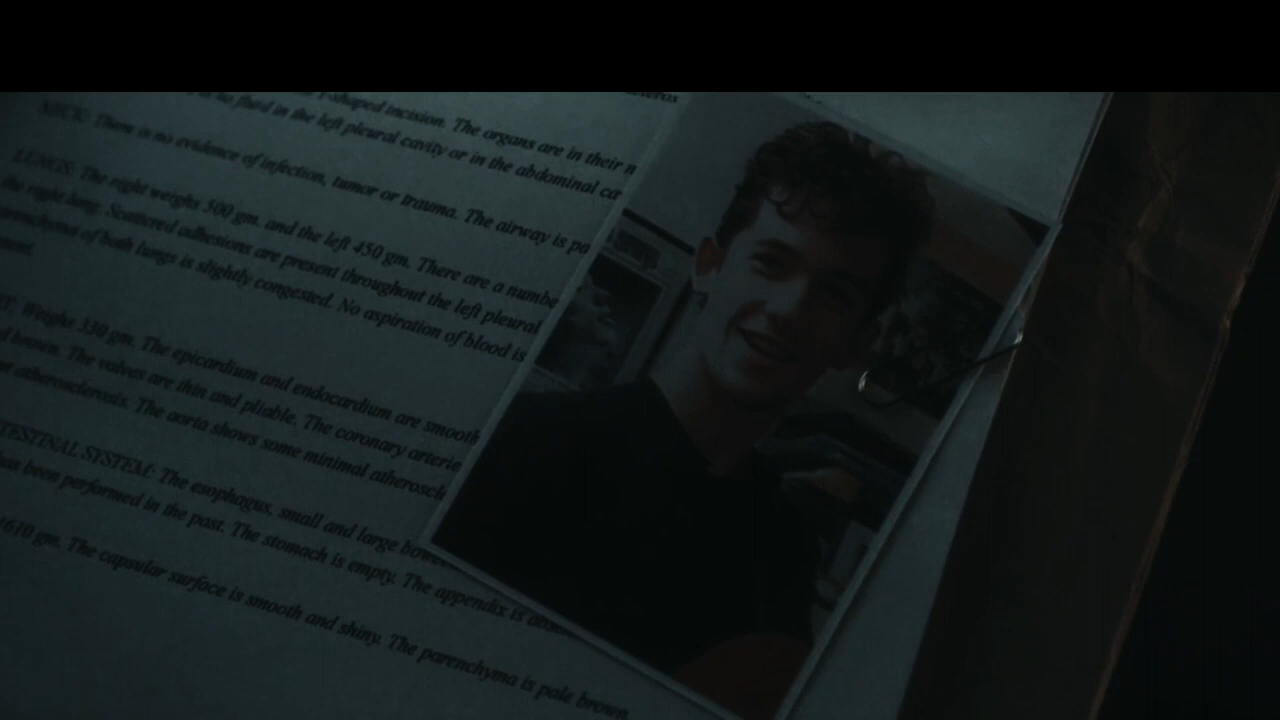 Y-shaped incision. The organs are in their n
no fluid in the left pleural cavity or in the abdominal ca
NECK: There is no evidence of infection, tumor or trauma. The airway is pa
LUNGS: The right weighs 500 gm. and the left 450 gm. There are a numbe
the right lung. Scattered adhesions are present throughout the left pleural
parenchyma of both lungs is slightly congested. No aspiration of blood is
Weighs 330 gm. The epicardium and endocardium are smooth
brown. The valves are thin and pliable. The coronary arterie
atherosclerosis. The aorta shows some minimal atheroscle
TESTINAL SYSTEM: The esophagus, small and large bowe
has been performed in the past. The stomach is empty. The appendix is
1610 gm. The capsular surface is smooth and shiny. The parenchyma is pale brown.